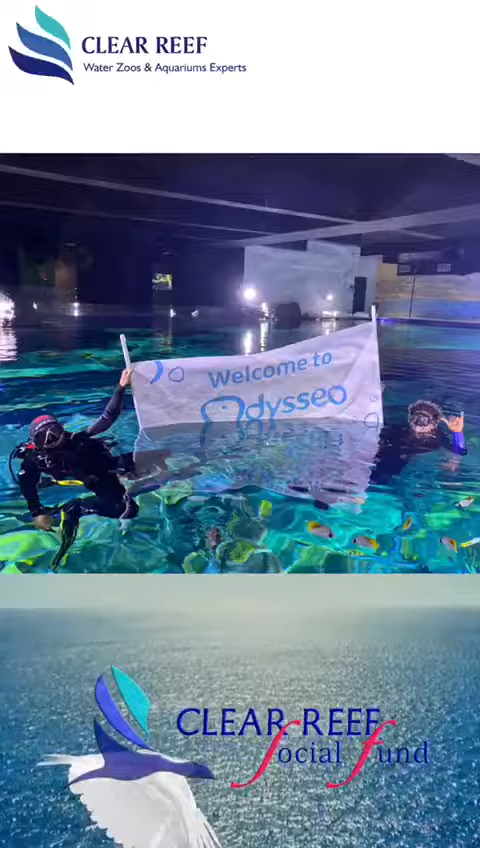 CLEAR REEF
Water Zoos & Aquariums Experts
Welcome to
Odysseo
CLEAR REEF
Social Fund